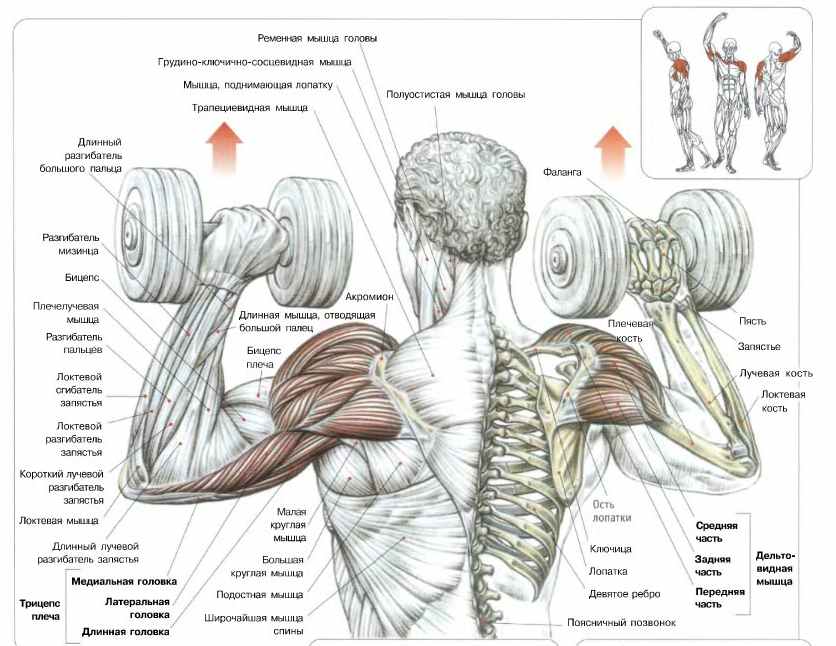 Ременная мышца головы
Грудино-ключично-сосцевидная мышца
Мышца, поднимающая лопатку
Трапециевидная мышца
Полуостистая мышца головы
Длинный
разгибатель
большого пальца
Фаланга
Разгибатель
мизинца
Бицепс
Плечелучевая
мышца
Разгибатель
пальцев
Локтевой
сгибатель
запястья
Локтевой
разгибатель
запястья
Короткий лучевой
разгибатель
запястья
Локтевая мышца
Длинный лучевой
разгибатель запястья
Акромион
Длинная мышца, отводящая
большой палец
Бицепс
плеча
Плечевая
кость
Пясть
Запястье
Лучевая кость
Локтевая
кость
Трицепс
плеча
Медиальная головка
Латеральная
головка
Длинная головка
Малая
круглая
мышца
Большая
круглая мышца
Подостная мышца
Широчайшая мышца
спины
Ость
лопатки
Ключица
Лопатка
Девятое ребро
Поясничный позвонок
Средняя
часть
Задняя
часть
Передняя
часть
Дельто-
видная
мышца